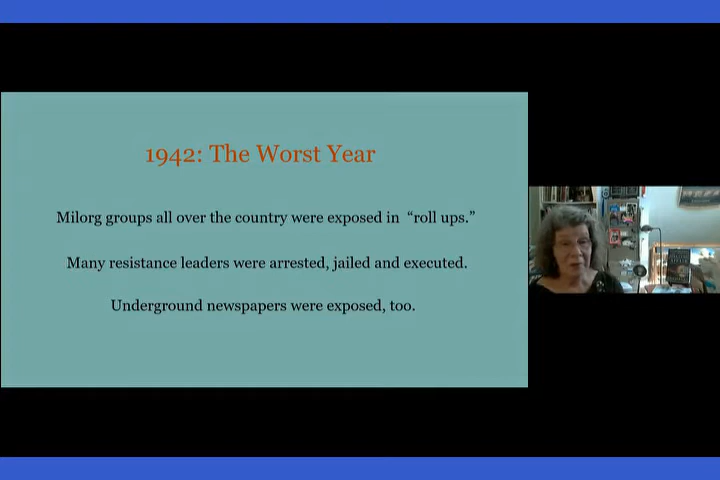 1942: The Worst Year
Milorg groups all over the country were exposed in “roll ups.”
Many resistance leaders were arrested, jailed and executed.
Underground newspapers were exposed, too.